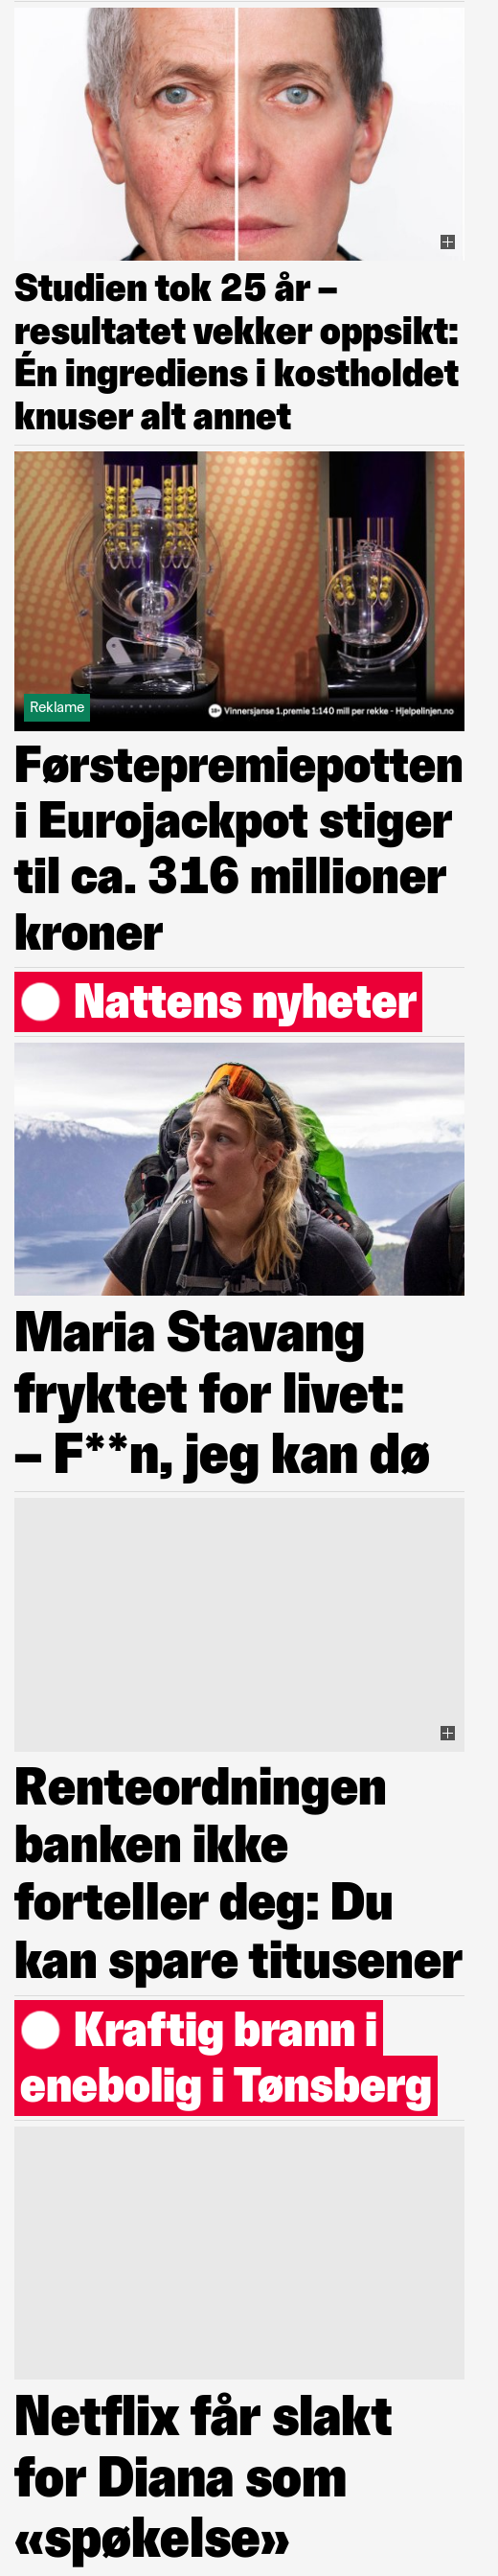 Studien tok 25 år –
resultatet vekker oppsikt:
Én ingrediens i kostholdet
knuser alt annet
Reklame
18+ Vinnersjanse 1.premie 1:140 mill per rekke - Hjelpelinjen.no
Førstepremiepotten
i Eurojackpot stiger
til ca. 316 millioner
kroner
Nattens nyheter
Maria Stavang
fryktet for livet:
– F**n, jeg kan dø
Renteordningen
banken ikke
forteller deg: Du
kan spare titusener
Kraftig brann i
enebolig i Tønsberg
Netflix får slakt
for Diana som
«spøkelse»